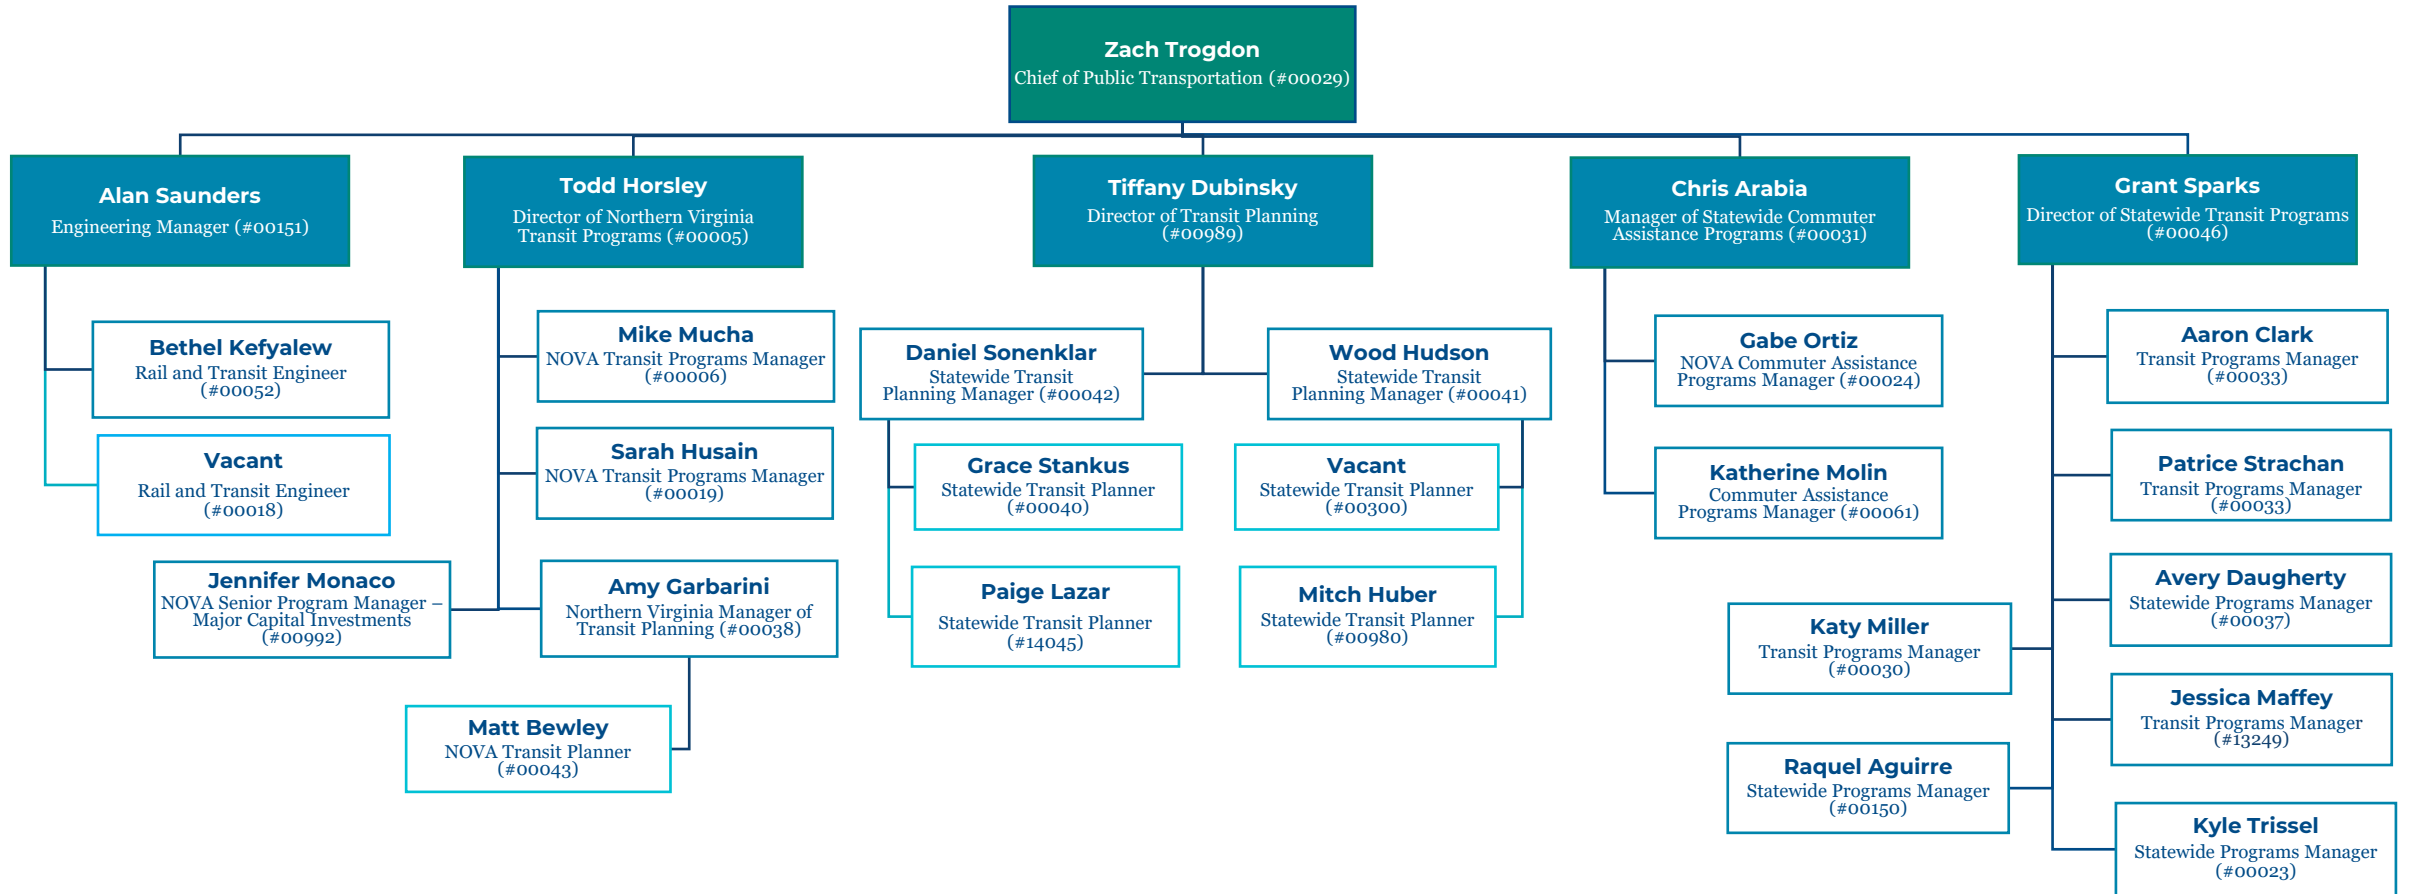 Zach Trogdon
Chief of Public Transportation (#00029)
Alan Saunders
Engineering Manager (#00151)
Todd Horsley
Director of Northern Virginia
Transit Programs (#00005)
Tiffany Dubinsky
Director of Transit Planning
(#00989)
Chris Arabia
Manager of Statewide Commuter
Assistance Programs (#00031)
Grant Sparks
Director of Statewide Transit Programs
(#00046)
Bethel Kefyalew
Rail and Transit Engineer
(#00052)
Vacant
Rail and Transit Engineer
(#00018)
Mike Mucha
NOVA Transit Programs Manager
(#00006)
Sarah Husain
NOVA Transit Programs Manager
(#00019)
Jennifer Monaco
NOVA Senior Program Manager –
Major Capital Investments
(#00992)
Amy Garbarini
Northern Virginia Manager of
Transit Planning (#00038)
Matt Bewley
NOVA Transit Planner
(#00043)
Daniel Sonenklar
Statewide Transit
Planning Manager (#00042)
Wood Hudson
Statewide Transit
Planning Manager (#00041)
Grace Stankus
Statewide Transit Planner
(#00040)
Vacant
Statewide Transit Planner
(#00300)
Paige Lazar
Statewide Transit Planner
(#14045)
Mitch Huber
Statewide Transit Planner
(#00980)
Gabe Ortiz
NOVA Commuter Assistance
Programs Manager (#00024)
Katherine Molin
Commuter Assistance
Programs Manager (#00061)
Aaron Clark
Transit Programs Manager
(#00033)
Patrice Strachan
Transit Programs Manager
(#00033)
Avery Daugherty
Statewide Programs Manager
(#00037)
Katy Miller
Transit Programs Manager
(#00030)
Jessica Maffey
Transit Programs Manager
(#13249)
Raquel Aguirre
Statewide Programs Manager
(#00150)
Kyle Trissel
Statewide Programs Manager
(#00023)